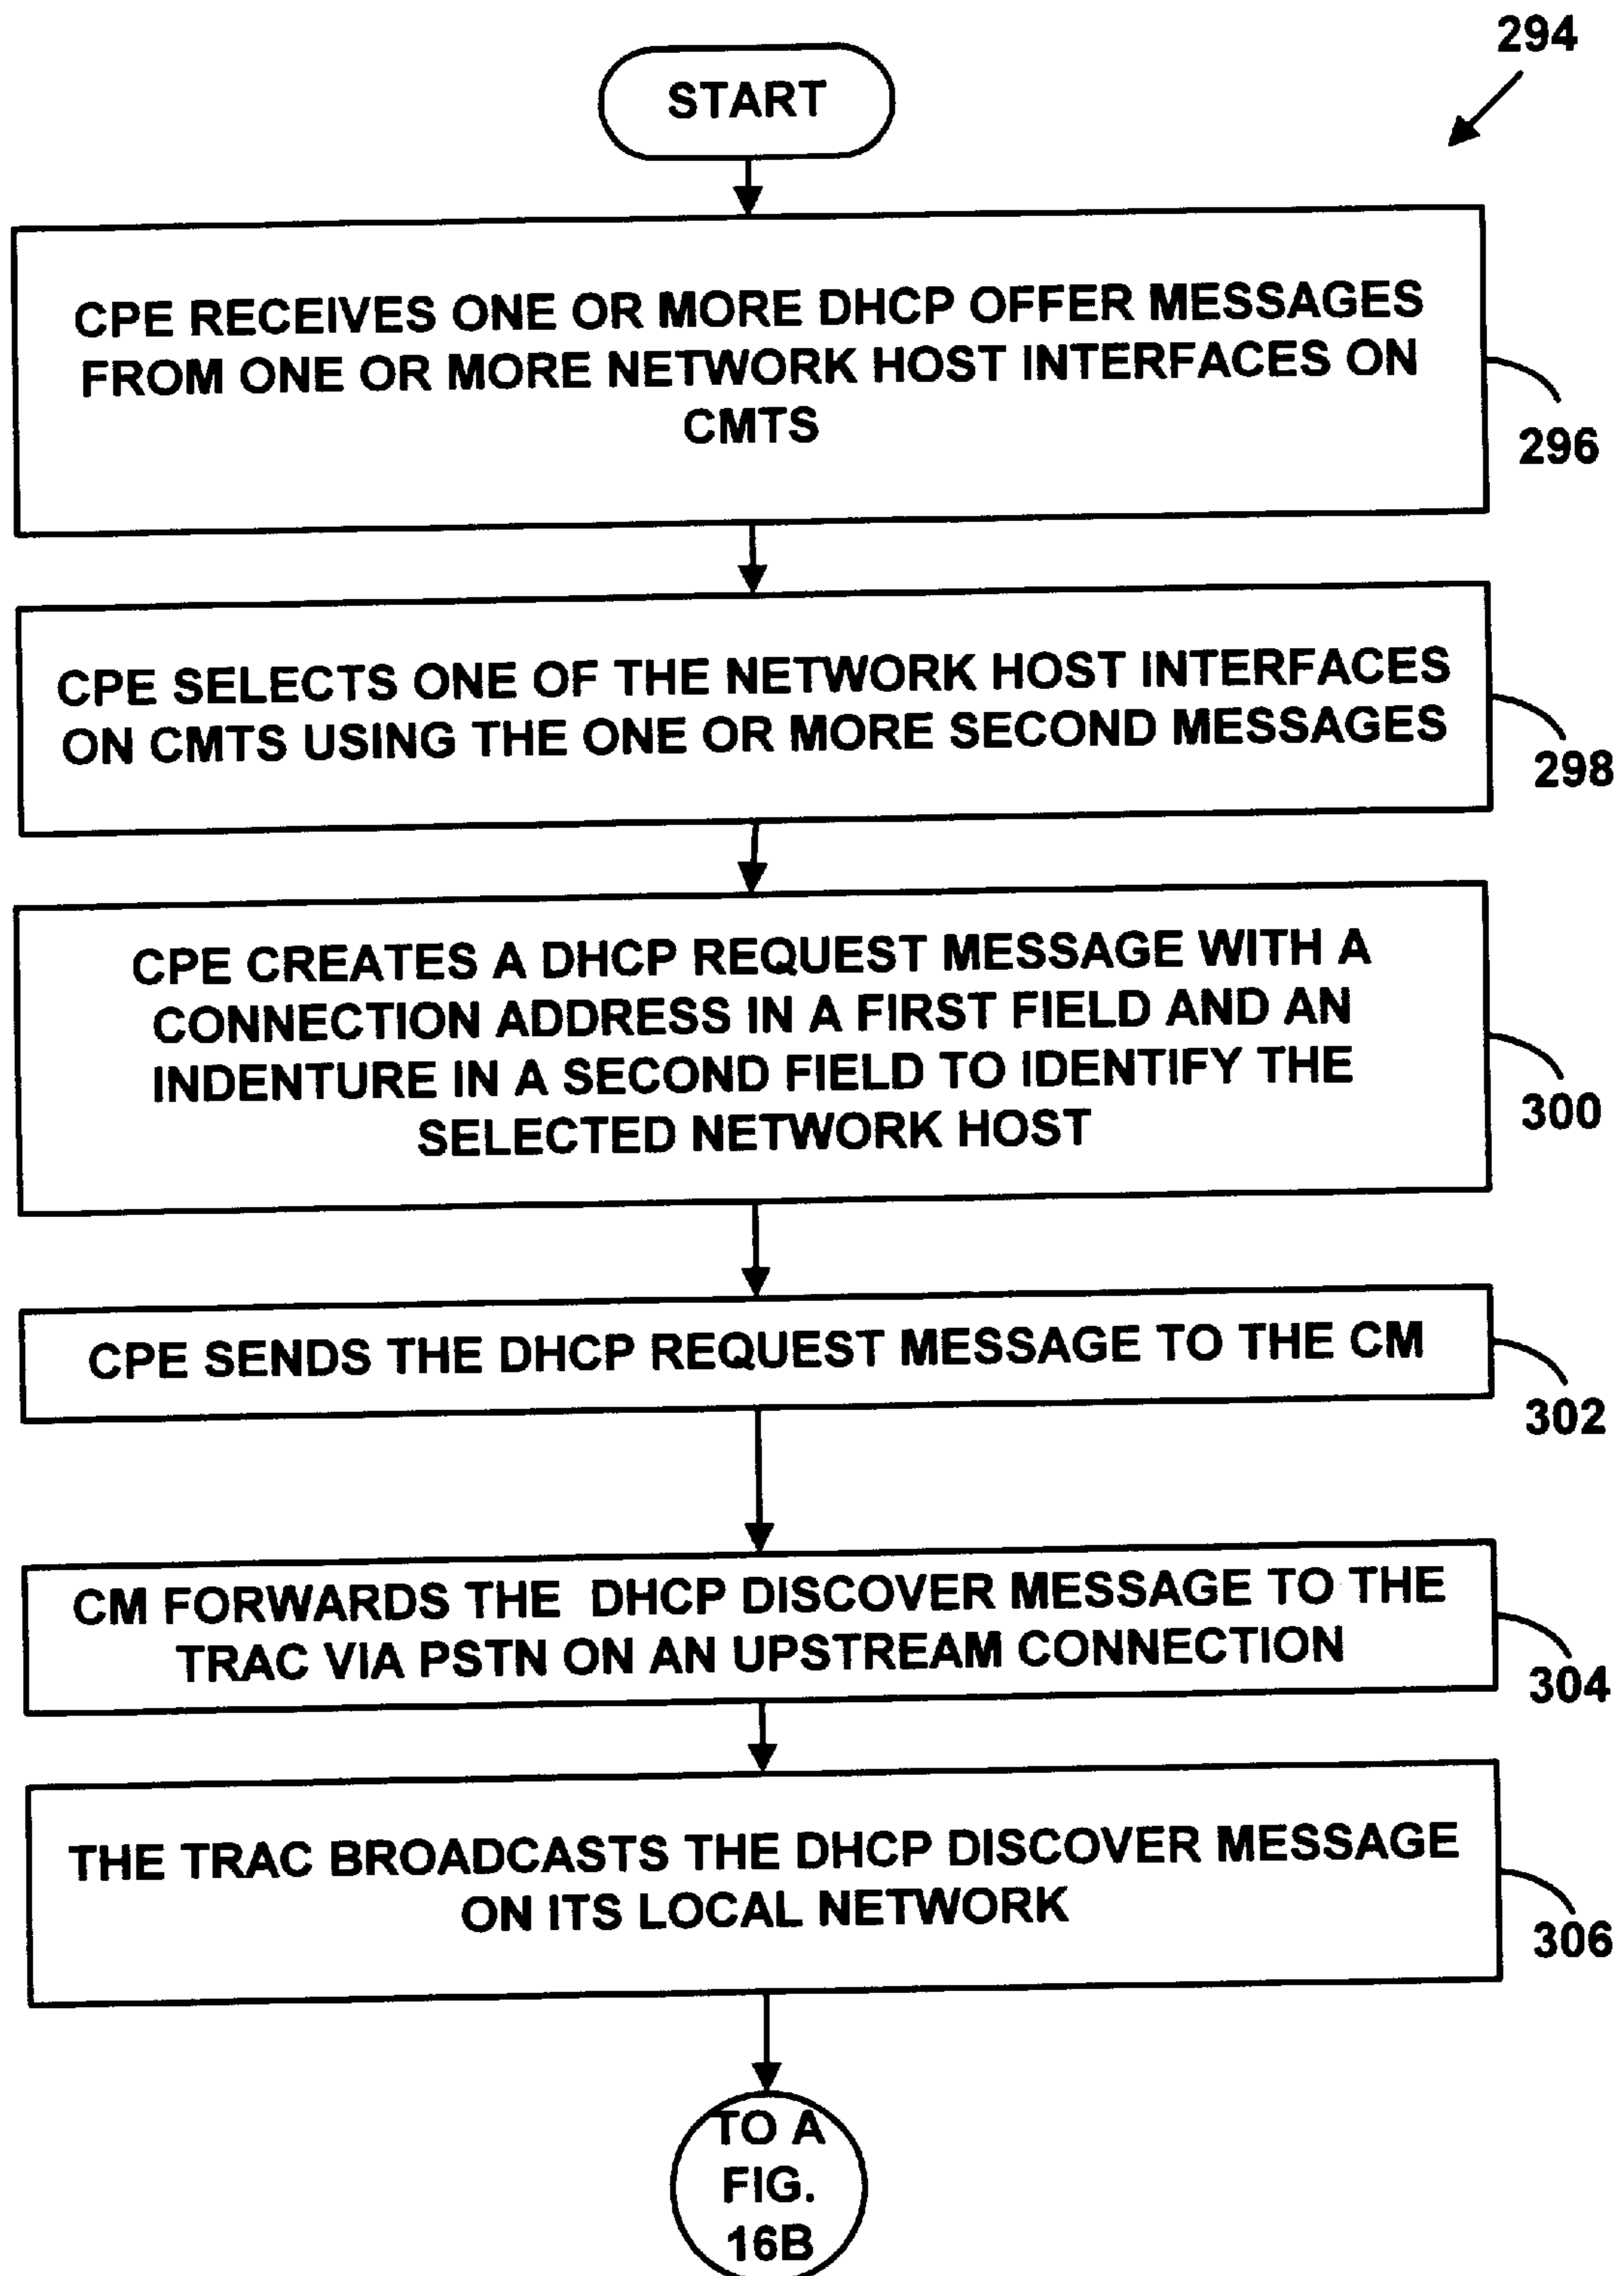 294
START
CPE RECEIVES ONE OR MORE DHCP OFFER MESSAGES
FROM ONE OR MORE NETWORK HOST INTERFACES ON
CMTS
296
CPE SELECTS ONE OF THE NETWORK HOST INTERFACES
ON CMTS USING THE ONE OR MORE SECOND MESSAGES
298
CPE CREATES A DHCP REQUEST MESSAGE WITH A
CONNECTION ADDRESS IN A FIRST FIELD AND AN
INDENTURE IN A SECOND FIELD TO IDENTIFY THE
SELECTED NETWORK HOST
300
CPE SENDS THE DHCP REQUEST MESSAGE TO THE CM
302
CM FORWARDS THE DHCP DISCOVER MESSAGE TO THE
TRAC VIA PSTN ON AN UPSTREAM CONNECTION
304
THE TRAC BROADCASTS THE DHCP DISCOVER MESSAGE
ON ITS LOCAL NETWORK
306
TO A
FIG.
16B